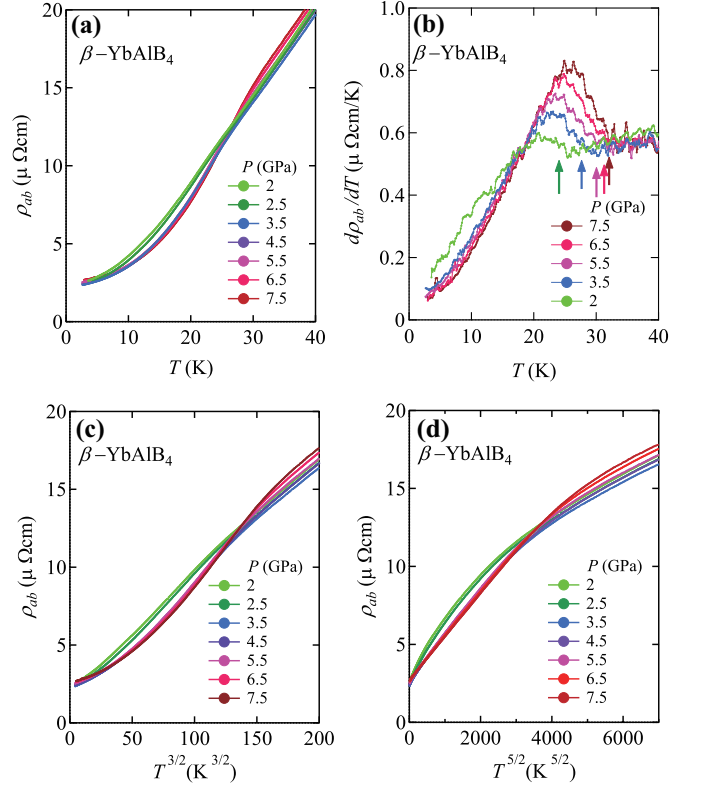 (a)
β−YbAlB4
P (GPa)
2
2.5
3.5
4.5
5.5
6.5
7.5
ρab (μ Ωcm)
20
15
10
5
0
0 10 20 30 40
T (K)
(b)
β−YbAlB4
P (GPa)
7.5
6.5
5.5
3.5
2
dρab/dT (μ Ωcm/K)
1.0
0.8
0.6
0.4
0.2
0
0 10 20 30 40
T (K)
(c)
β−YbAlB4
P (GPa)
2
2.5
3.5
4.5
5.5
6.5
7.5
ρab (μ Ωcm)
20
15
10
5
0
0 50 100 150 200
T 3/2 (K 3/2)
(d)
β−YbAlB4
P (GPa)
2
2.5
3.5
4.5
5.5
6.5
7.5
ρab (μ Ωcm)
20
15
10
5
0
0 2000 4000 6000
T 5/2 (K 5/2)